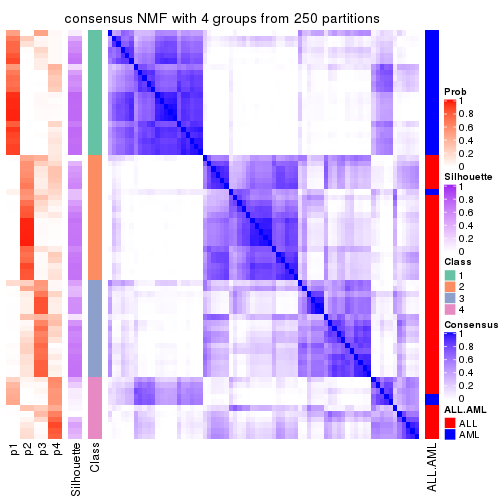 consensus NMF with 4 groups from 250 partitions
Prob
1
0.8
0.6
0.4
0.2
0
Silhouette
1
0.8
0.6
0.4
0.2
0
Class
1
2
3
4
Consensus
1
0.8
0.6
0.4
0.2
0
ALL.AML
ALL
AML
p1
p2
p3
p4
Silhouette
Class
ALL.AML